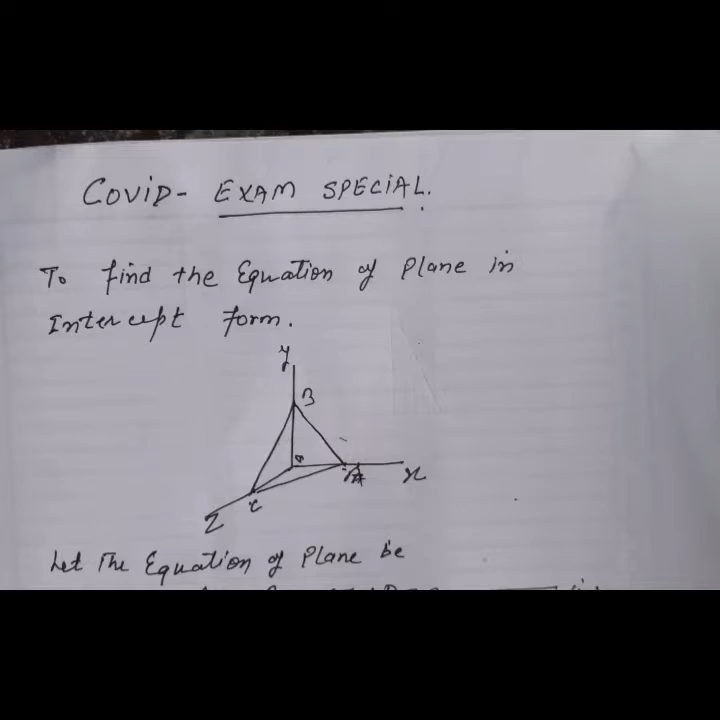 COViD- EXAM SPECiAL.
To find the Equation of Plane in
Intercept form.
y
B
x
C
Z
Let The Equation of Plane be